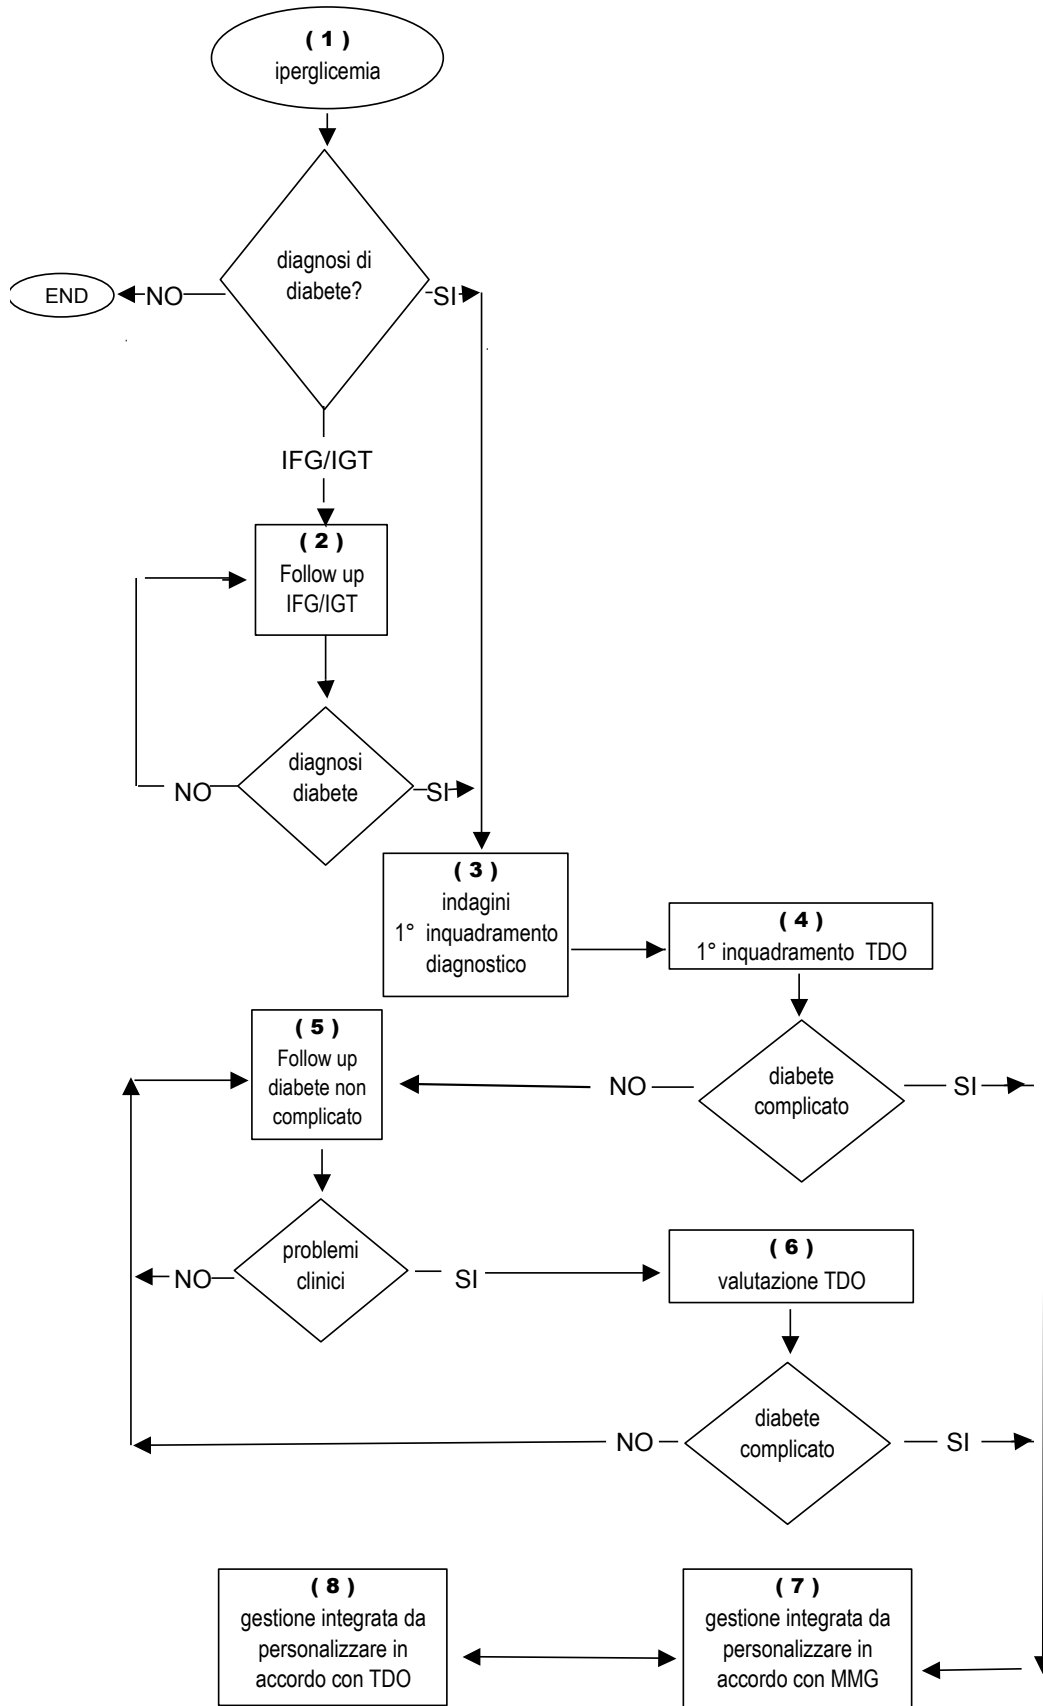 ( 1 )
iperglicemia
diagnosi di
diabete?
END
NO
SI
IFG/IGT
( 2 )
Follow up
IFG/IGT
diagnosi
diabete
NO
SI
( 3 )
indagini
1° inquadramento
diagnostico
( 4 )
1° inquadramento TDO
( 5 )
Follow up
diabete non
complicato
NO
diabete
complicato
SI
problemi
clinici
NO
SI
( 6 )
valutazione TDO
NO
diabete
complicato
SI
( 8 )
gestione integrata da
personalizzare in
accordo con TDO
( 7 )
gestione integrata da
personalizzare in
accordo con MMG